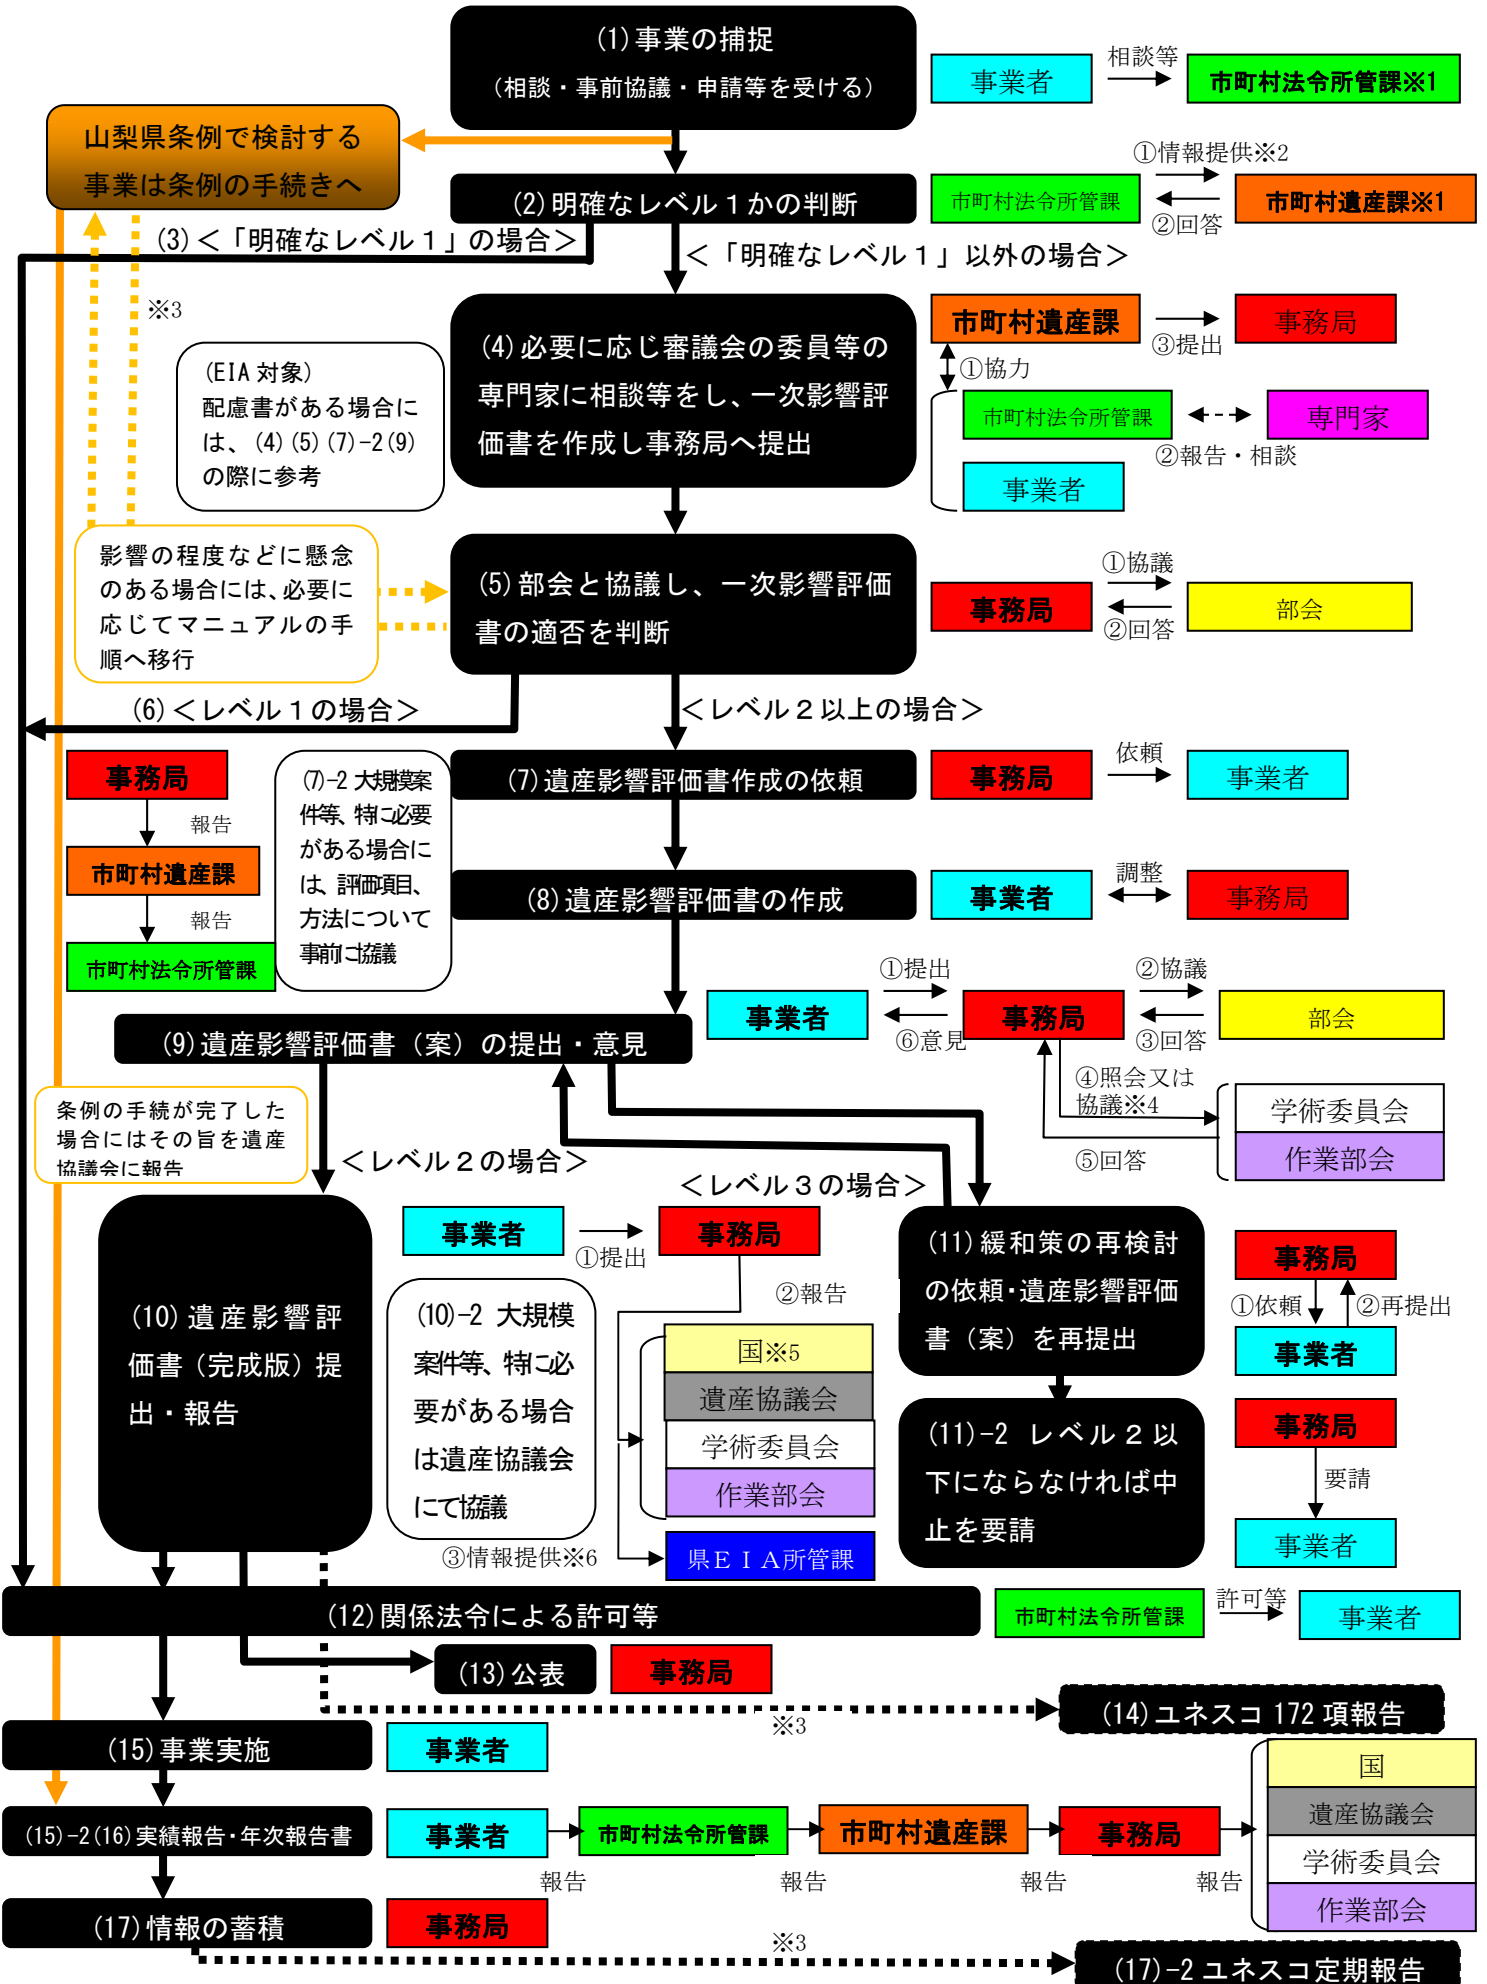 (1)事業の捕捉
(相談・事前協議・申請等を受ける)
事業者
相談等
市町村法令所管課※1
山梨県条例で検討する
事業は条例の手続きへ
(2)明確なレベル１かの判断
市町村法令所管課
①情報提供※2
②回答
市町村遺産課※1
(3)＜「明確なレベル１」の場合＞
＜「明確なレベル１」以外の場合＞
※3
(EIA 対象)
配慮書がある場合に
は、(4)(5)(7)-2(9)
の際に参考
(4)必要に応じ審議会の委員等の
専門家に相談等をし、一次影響評
価書を作成し事務局へ提出
市町村遺産課
③提出
事務局
①協力
市町村法令所管課
専門家
②報告・相談
事業者
影響の程度などに懸念
のある場合には、必要に
応じてマニュアルの手
順へ移行
(5)部会と協議し、一次影響評価
書の適否を判断
事務局
①協議
②回答
部会
(6)＜レベル１の場合＞
＜レベル２以上の場合＞
事務局
報告
市町村遺産課
報告
市町村法令所管課
(7)-2 大規模案
件等、特に必要
がある場合に
は、評価項目、
方法について
事前に協議
(7)遺産影響評価書作成の依頼
事務局
依頼
事業者
(8)遺産影響評価書の作成
事業者
調整
事務局
(9)遺産影響評価書（案）の提出・意見
事業者
①提出
⑥意見
事務局
②協議
③回答
部会
④照会又は
協議※4
⑤回答
学術委員会
作業部会
条例の手続が完了した
場合にはその旨を遺産
協議会に報告
＜レベル２の場合＞
＜レベル３の場合＞
(10)遺産影響評
価書（完成版）提
出・報告
事業者
①提出
事務局
②報告
(10)-2 大規模
案件等、特に必
要がある場合
は遺産協議会
にて協議
国※5
遺産協議会
学術委員会
作業部会
③情報提供※6
県ＥＩＡ所管課
(11)緩和策の再検討
の依頼・遺産影響評価
書（案）を再提出
事務局
①依頼
②再提出
事業者
(11)-2 レベル２以
下にならなければ中
止を要請
事務局
要請
事業者
(12)関係法令による許可等
市町村法令所管課
許可等
事業者
(13)公表
事務局
(14)ユネスコ 172 項報告
※3
(15)事業実施
事業者
(15)-2(16)実績報告・年次報告書
事業者
報告
市町村法令所管課
報告
市町村遺産課
報告
事務局
報告
国
遺産協議会
学術委員会
作業部会
(17)情報の蓄積
事務局
※3
(17)-2 ユネスコ定期報告